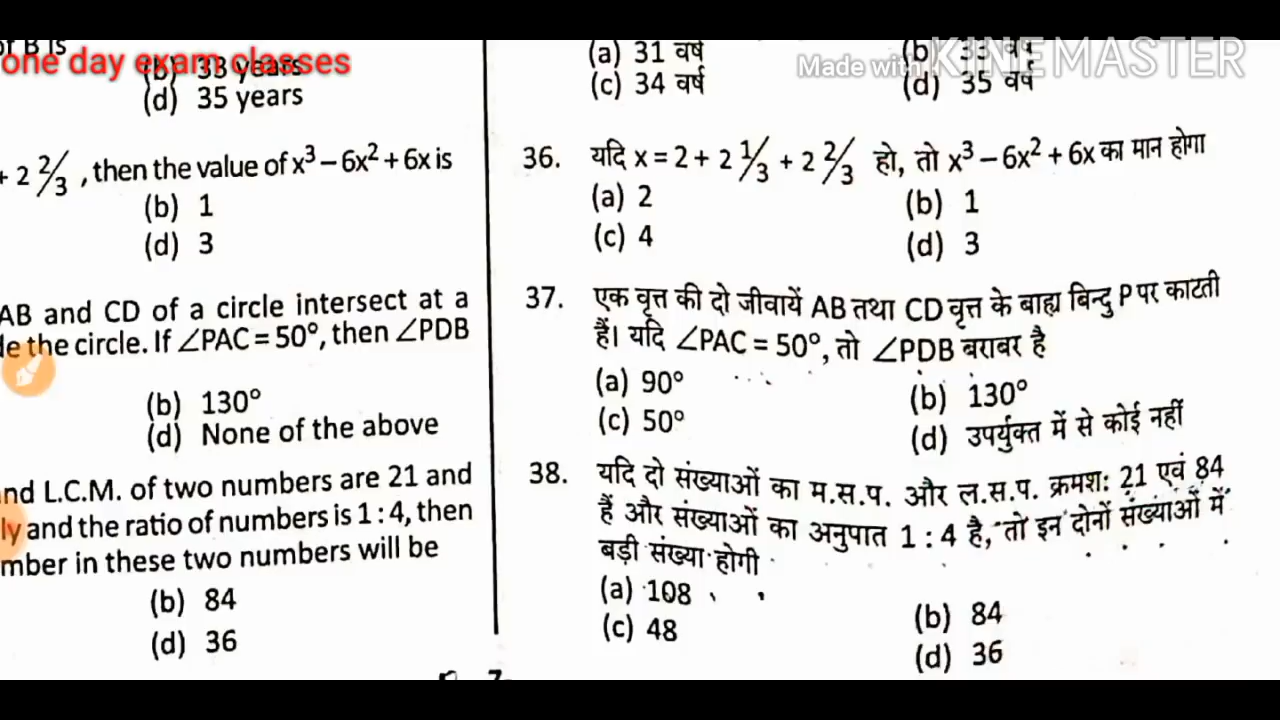 of B is
one day exam classes
(b) 33 years
(d) 35 years
+ 2 2/3 , then the value of x³ – 6x² + 6x is
(b) 1
(d) 3
AB and CD of a circle intersect at a
de the circle. If ∠PAC = 50°, then ∠PDB
(b) 130°
(d) None of the above
nd L.C.M. of two numbers are 21 and
ly and the ratio of numbers is 1 : 4, then
mber in these two numbers will be
(b) 84
(d) 36
(a) 31 वर्ष
(b) 33 वर्ष
Made with KINEMASTER
(c) 34 वर्ष
(d) 35 वर्ष
36. यदि x = 2 + 2 1/3 + 2 2/3 हो, तो x³ – 6x² + 6x का मान होगा
(a) 2
(b) 1
(c) 4
(d) 3
37. एक वृत्त की दो जीवायें AB तथा CD वृत्त के बाह्य बिन्दु P पर काटती
हैं। यदि ∠PAC = 50°, तो ∠PDB बराबर है
(a) 90°
(b) 130°
(c) 50°
(d) उपर्युक्त में से कोई नहीं
38. यदि दो संख्याओं का म.स.प. और ल.स.प. क्रमश: 21 एवं 84
हैं और संख्याओं का अनुपात 1 : 4 है, तो इन दोनों संख्याओं में
बड़ी संख्या होगी
(a) 108
(b) 84
(c) 48
(d) 36